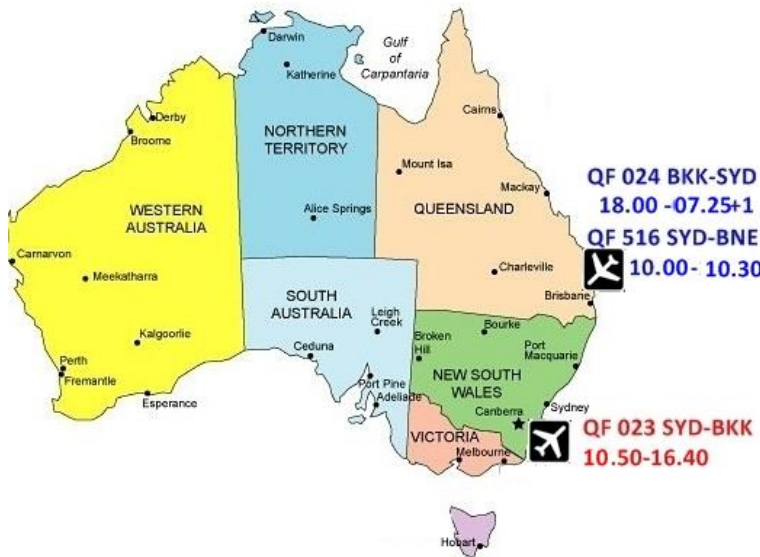 Darwin
Gulf
of
Carpantaria
Katherine
Cairns
Derby
Broome
NORTHERN
TERRITORY
Mount Isa
Mackay
QF 024 BKK-SYD
18.00 -07.25+1
WESTERN
AUSTRALIA
Alice Springs
QUEENSLAND
QF 516 SYD-BNE
10.00- 10.30
Carnarvon
Meekatharra
Charleville
Brisbane
SOUTH
AUSTRALIA
Leigh
Creek
Bourke
Kalgoorlie
Ceduna
Broken
Hill
Port
Macquarie
Perth
Fremantle
Esperance
Port Pine
Adeliade
NEW SOUTH
WALES
Canberra
Sydney
VICTORIA
Melbourne
QF 023 SYD-BKK
10.50-16.40
Hobart